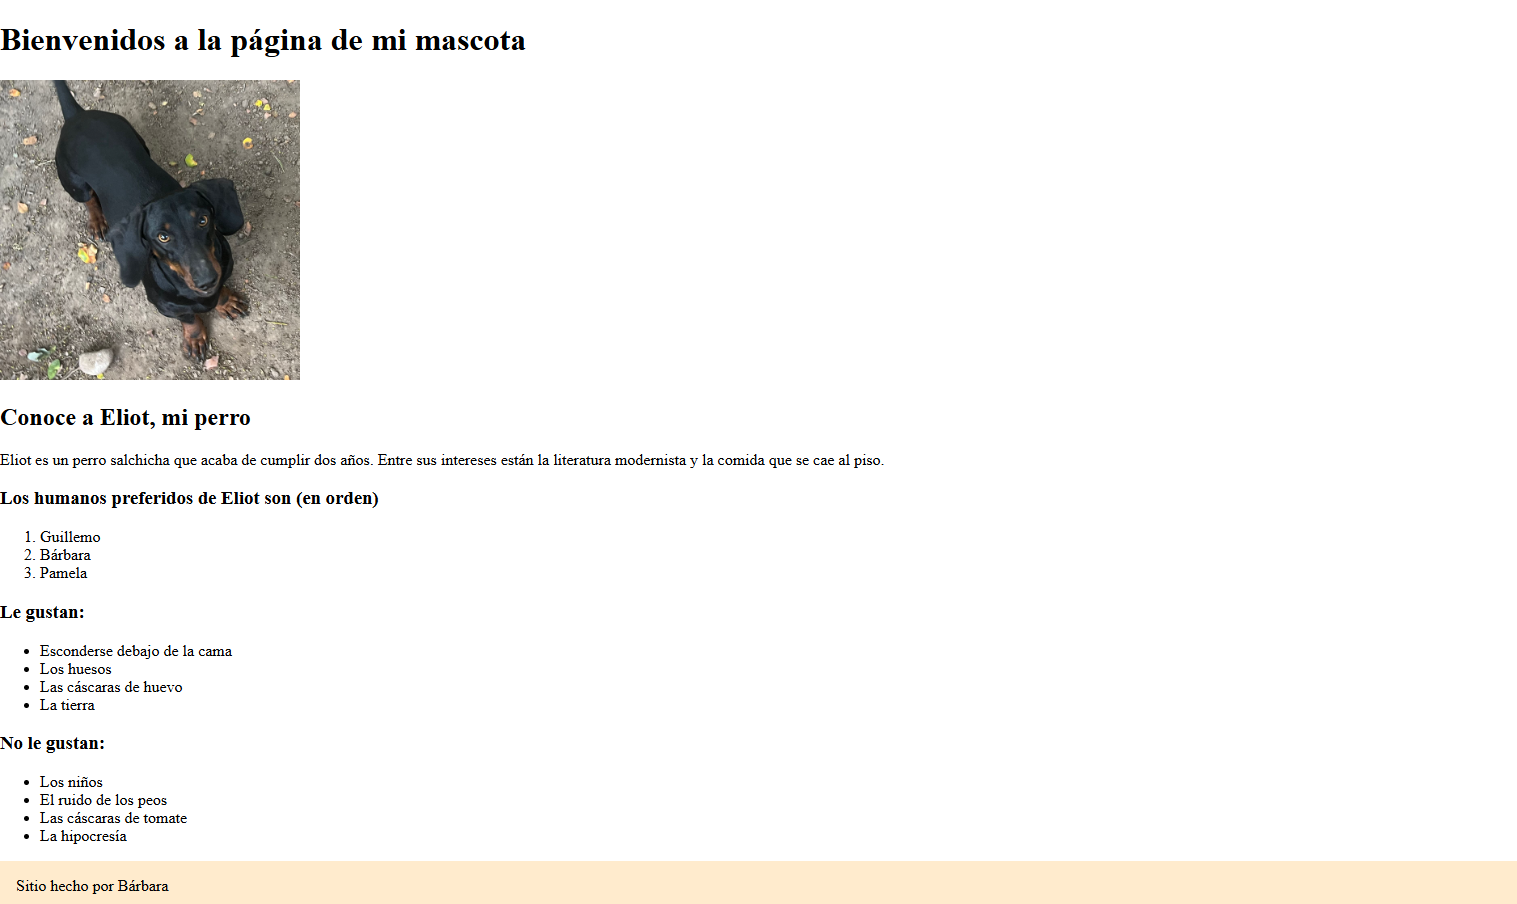 Bienvenidos a la página de mi mascota
Conoce a Eliot, mi perro
Eliot es un perro salchicha que acaba de cumplir dos años. Entre sus intereses están la literatura modernista y la comida que se cae al piso.
Los humanos preferidos de Eliot son (en orden)
1. Guillemo
2. Bárbara
3. Pamela
Le gustan:
• Esconderse debajo de la cama
• Los huesos
• Las cáscaras de huevo
• La tierra
No le gustan:
• Los niños
• El ruido de los peos
• Las cáscaras de tomate
• La hipocresía
Sitio hecho por Bárbara